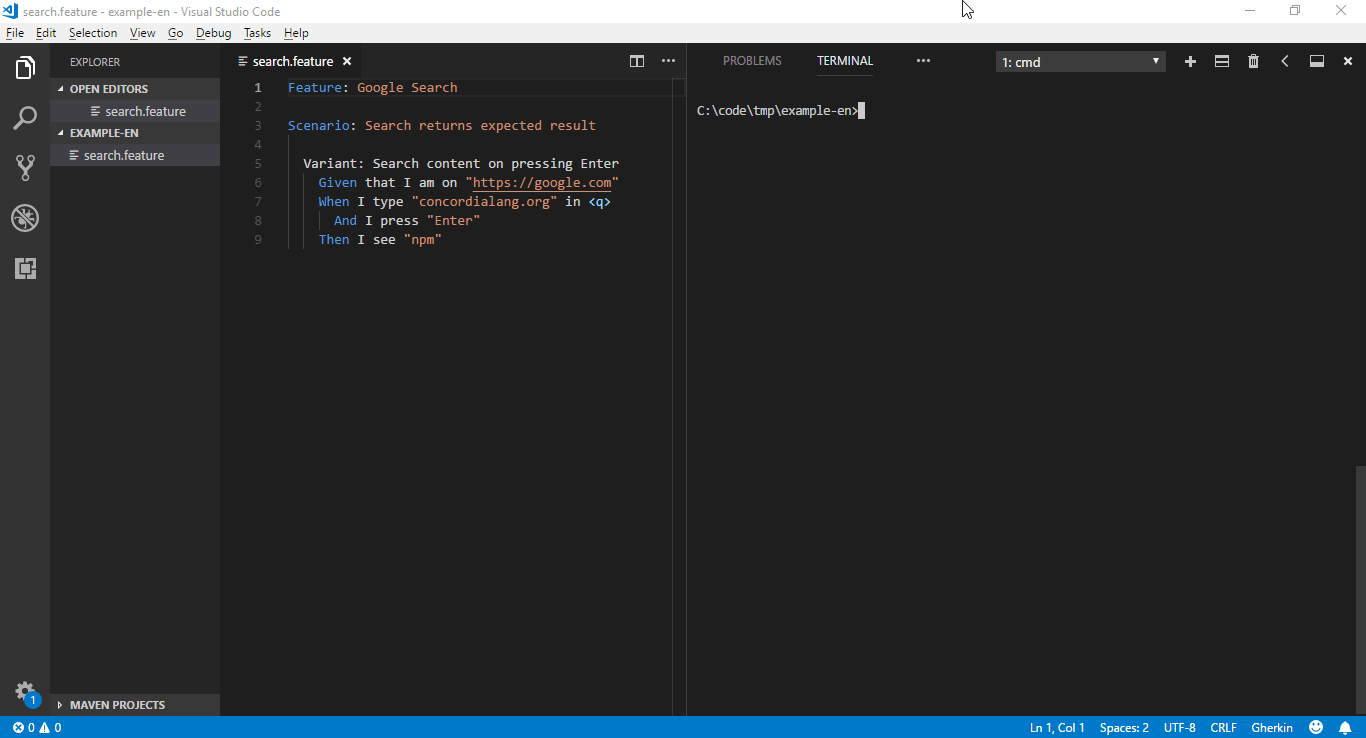 search.feature - example-en - Visual Studio Code
File Edit Selection View Go Debug Tasks Help
EXPLORER
OPEN EDITORS
search.feature
EXAMPLE-EN
search.feature
MAVEN PROJECTS
1
search.feature
1 Feature: Google Search
2
3 Scenario: Search returns expected result
4
5 Variant: Search content on pressing Enter
6 Given that I am on "https://google.com"
7 When I type "concordialang.org" in <q>
8 And I press "Enter"
9 Then I see "npm"
PROBLEMS TERMINAL 1: cmd
C:\code\tmp\example-en>
0 0 Ln 1, Col 1 Spaces: 2 UTF-8 CRLF Gherkin